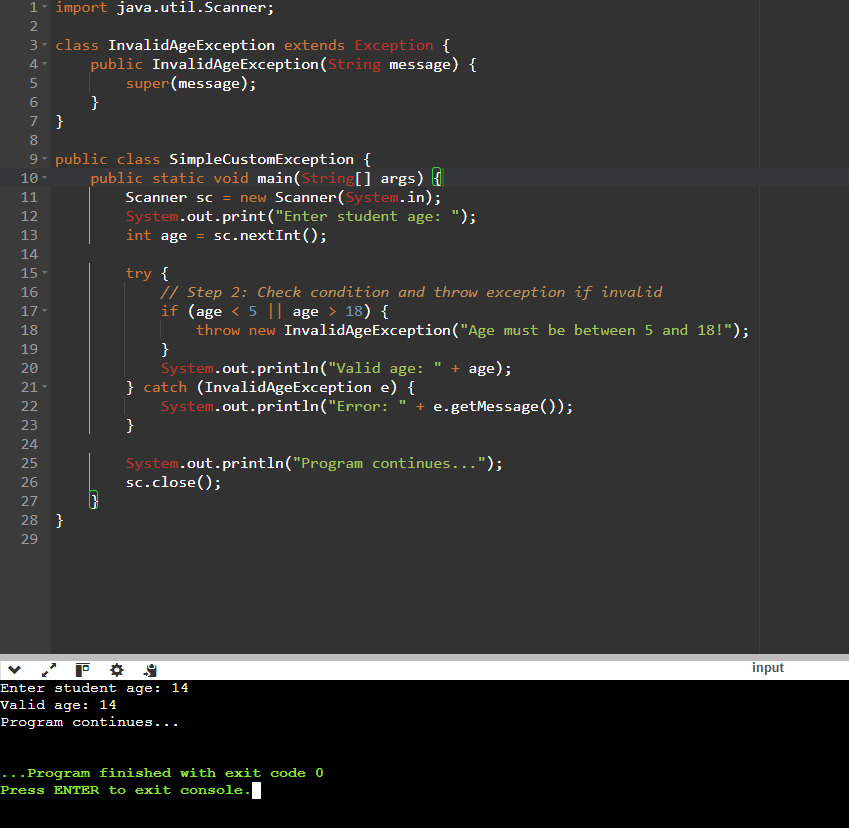 1 import java.util.Scanner;
2
3 class InvalidAgeException extends Exception {
4     public InvalidAgeException(String message) {
5         super(message);
6     }
7 }
8
9 public class SimpleCustomException {
10     public static void main(String[] args) {
11         Scanner sc = new Scanner(System.in);
12         System.out.print("Enter student age: ");
13         int age = sc.nextInt();
14
15         try {
16             // Step 2: Check condition and throw exception if invalid
17             if (age < 5 || age > 18) {
18                 throw new InvalidAgeException("Age must be between 5 and 18!");
19             }
20             System.out.println("Valid age: " + age);
21         } catch (InvalidAgeException e) {
22             System.out.println("Error: " + e.getMessage());
23         }
24
25         System.out.println("Program continues...");
26         sc.close();
27     }
28 }
29
input
Enter student age: 14
Valid age: 14
Program continues...
...Program finished with exit code 0
Press ENTER to exit console.